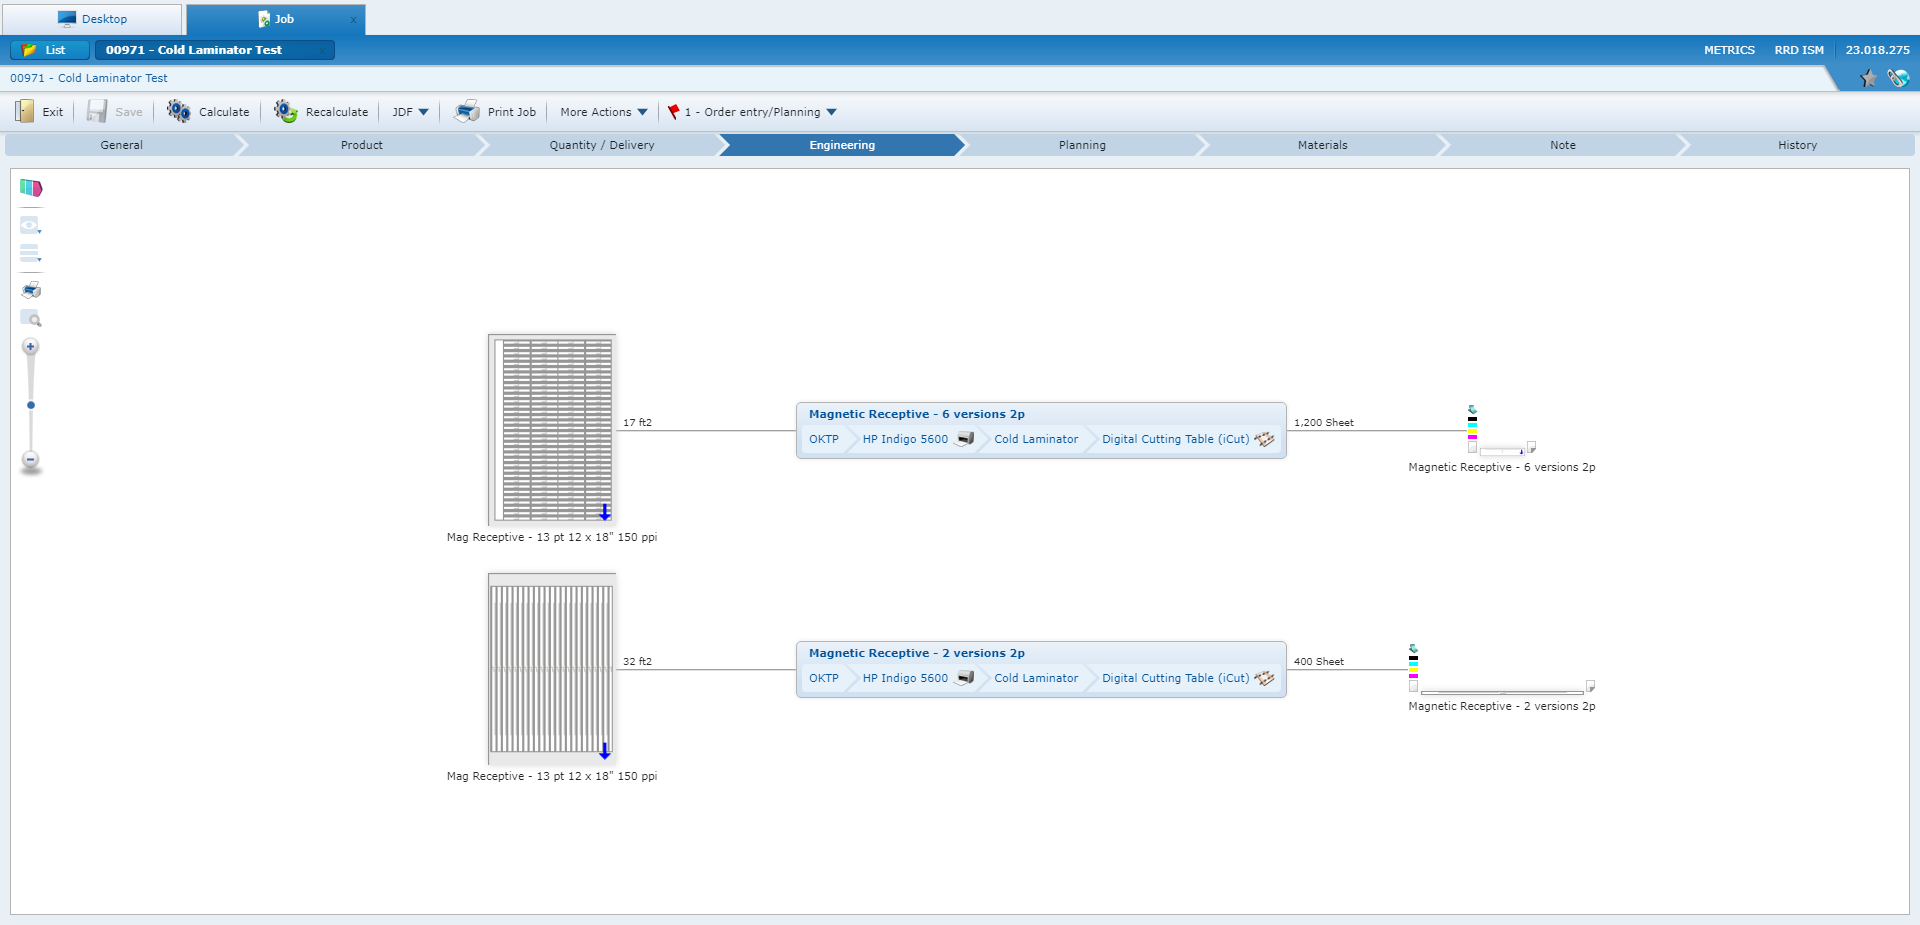 Desktop
Job
x
List
00971 - Cold Laminator Test
METRICS
RRD ISM
23.018.275
00971 - Cold Laminator Test
Exit
Save
Calculate
Recalculate
JDF
Print Job
More Actions
1 - Order entry/Planning
General
Product
Quantity / Delivery
Engineering
Planning
Materials
Note
History
17 ft2
Magnetic Receptive - 6 versions 2p
OKTP
HP Indigo 5600
Cold Laminator
Digital Cutting Table (iCut)
1,200 Sheet
Magnetic Receptive - 6 versions 2p
Mag Receptive - 13 pt 12 x 18" 150 ppi
32 ft2
Magnetic Receptive - 2 versions 2p
OKTP
HP Indigo 5600
Cold Laminator
Digital Cutting Table (iCut)
400 Sheet
Magnetic Receptive - 2 versions 2p
Mag Receptive - 13 pt 12 x 18" 150 ppi